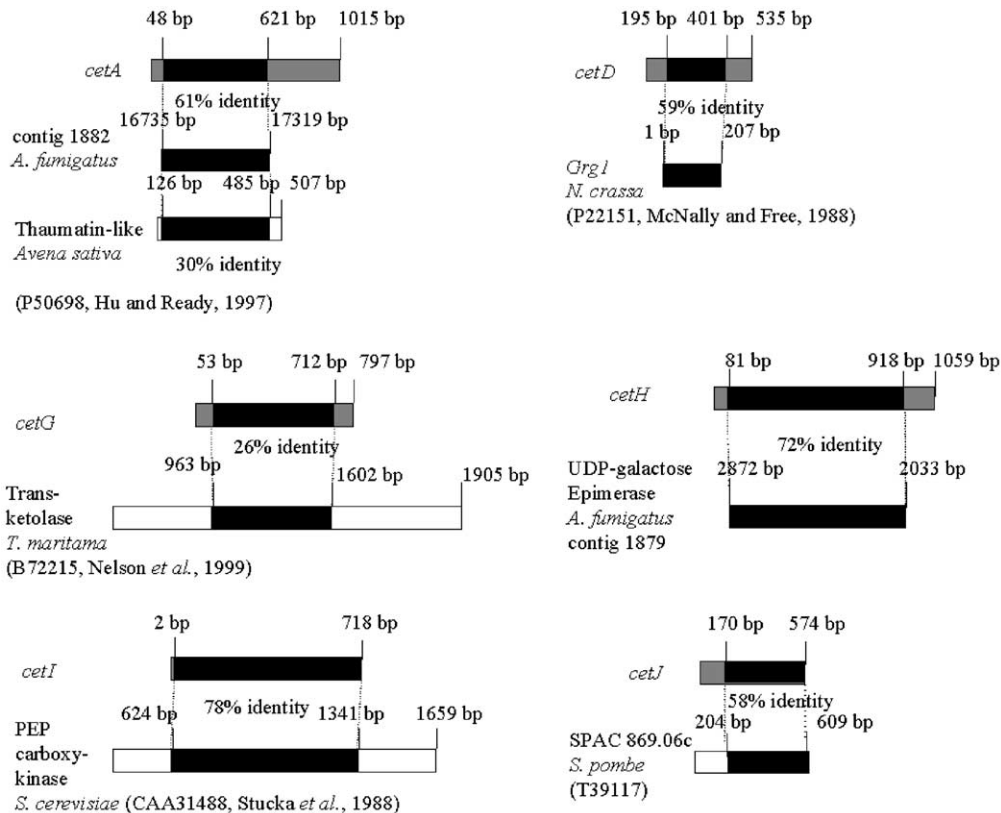 48 bp 621 bp 1015 bp
cetA
61% identity
16735 bp 17319 bp
contig 1882
A. fumigatus
126 bp 485 bp 507 bp
Thaumatin-like
Avena sativa
30% identity
(P50698, Hu and Ready, 1997)
195 bp 401 bp 535 bp
cetD
59% identity
1 bp 207 bp
Grg1
N. crassa
(P22151, McNally and Free, 1988)
53 bp 712 bp 797 bp
cetG
26% identity
963 bp 1602 bp 1905 bp
Trans-
ketolase
T. maritama
(B72215, Nelson et al., 1999)
81 bp 918 bp 1059 bp
cetH
72% identity
UDP-galactose 2872 bp 2033 bp
Epimerase
A. fumigatus
contig 1879
2 bp 718 bp
cetI
78% identity
624 bp 1341 bp 1659 bp
PEP
carboxy-
kinase
S. cerevisiae (CAA31488, Stucka et al., 1988)
170 bp 574 bp
cetJ
58% identity
204 bp 609 bp
SPAC 869.06c
S. pombe
(T39117)